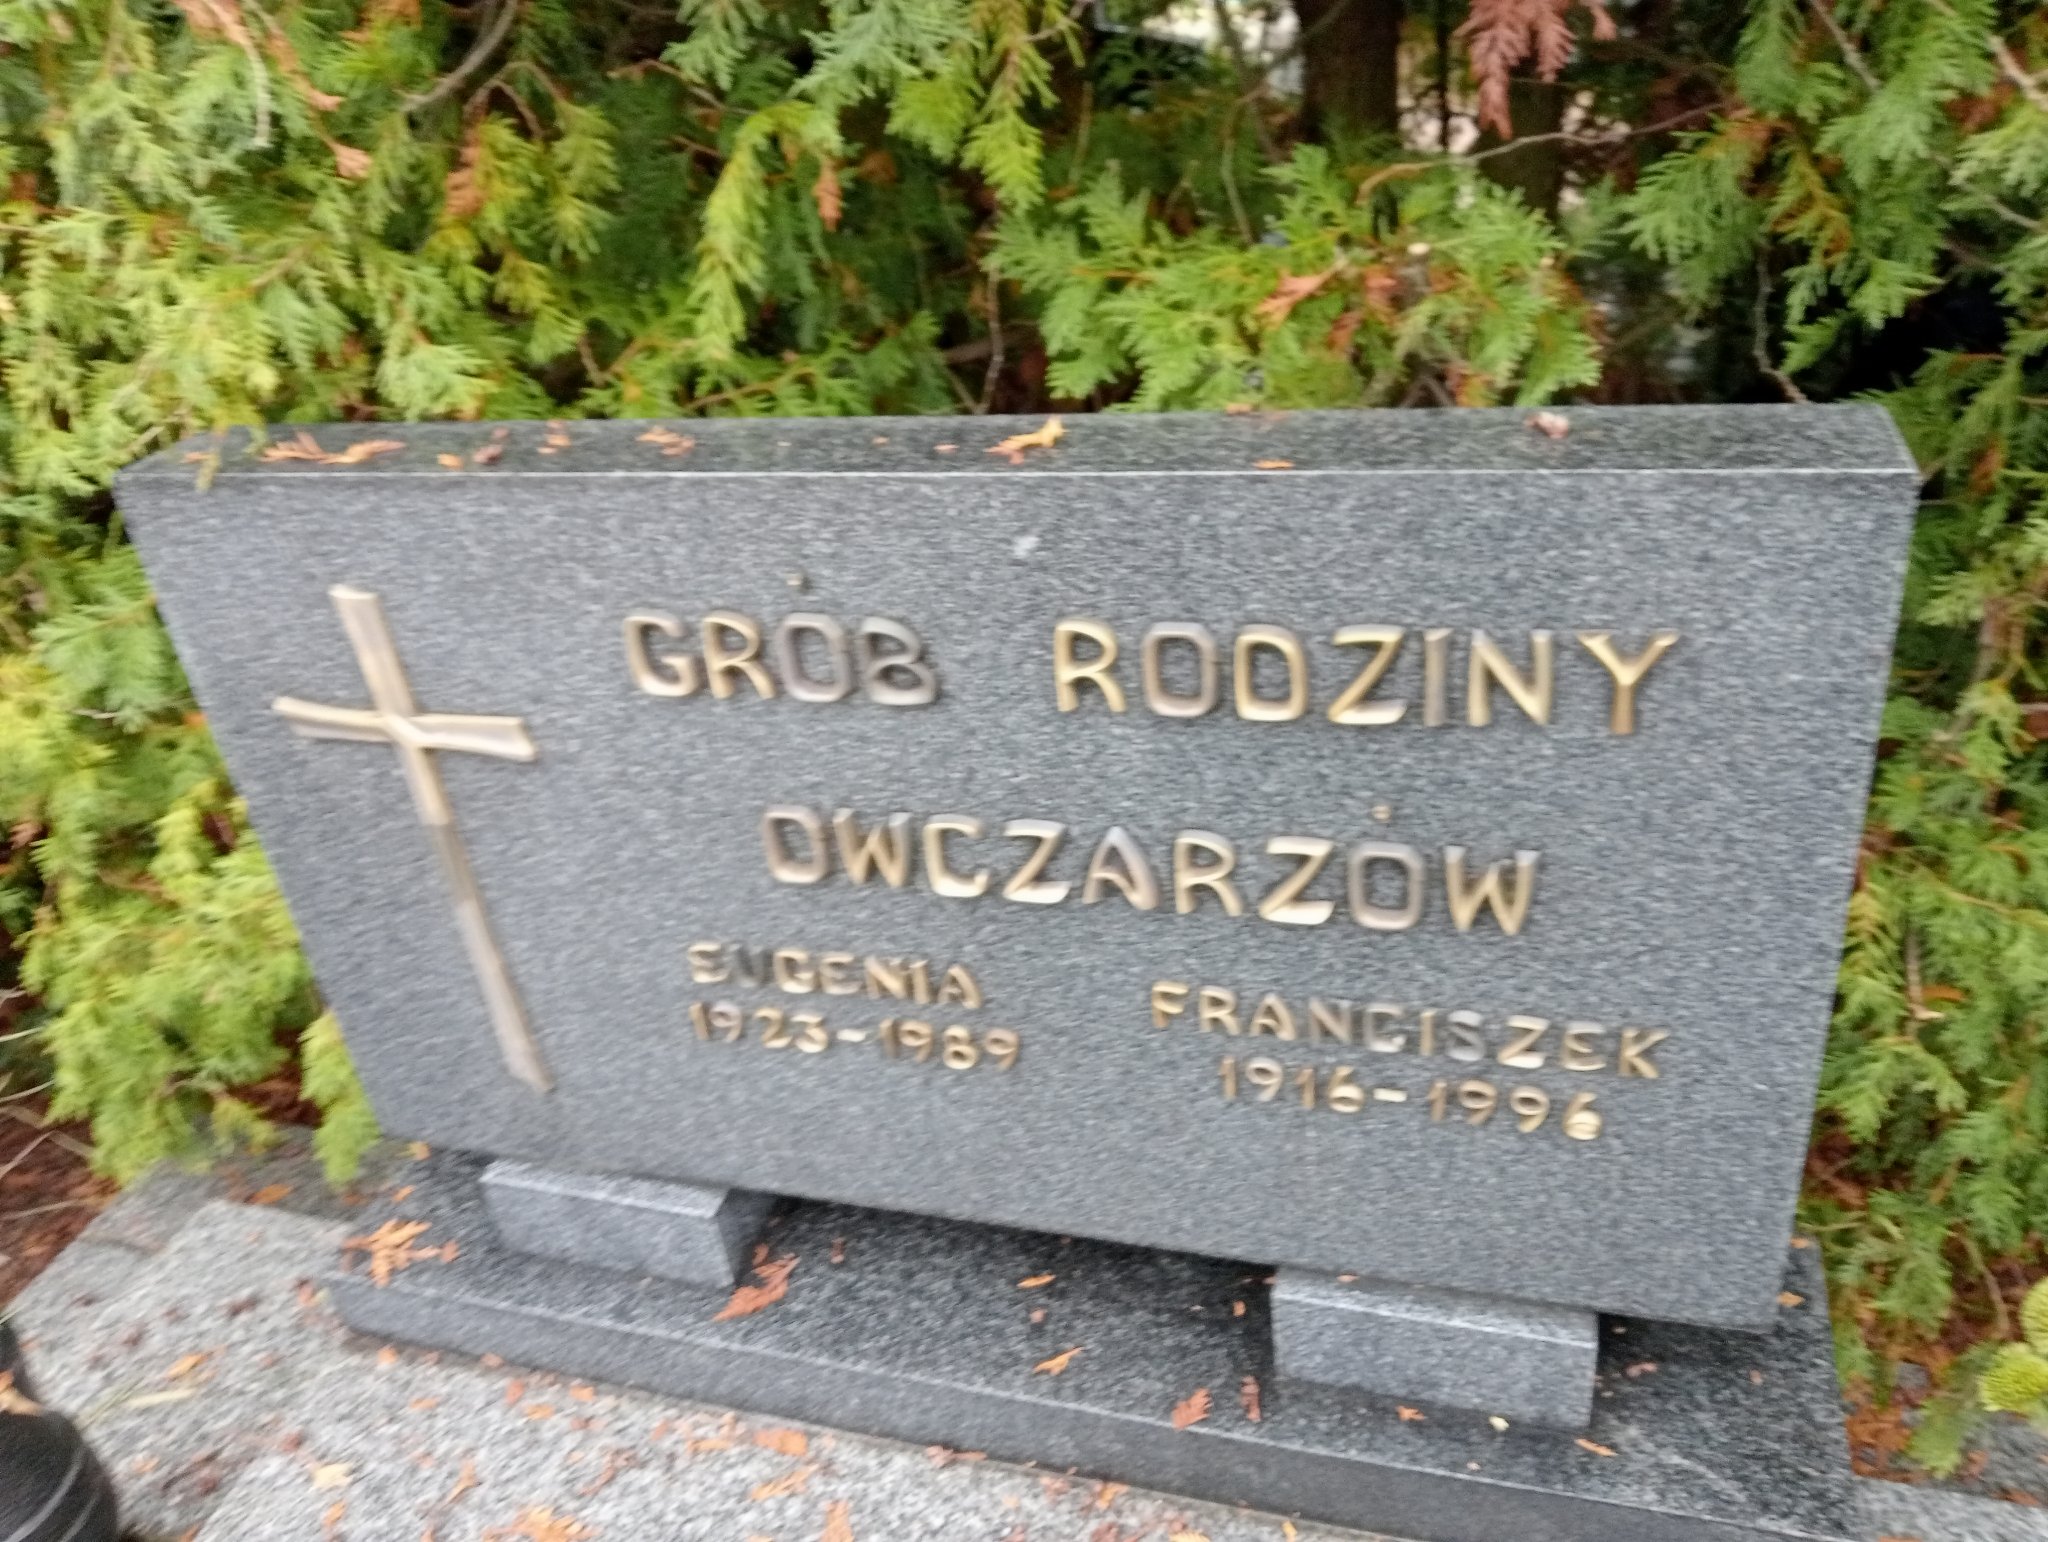 GRÓB RODZINY
OWCZARZÓW
EUGENIA
1923-1989
FRANCISZEK
1916-1996